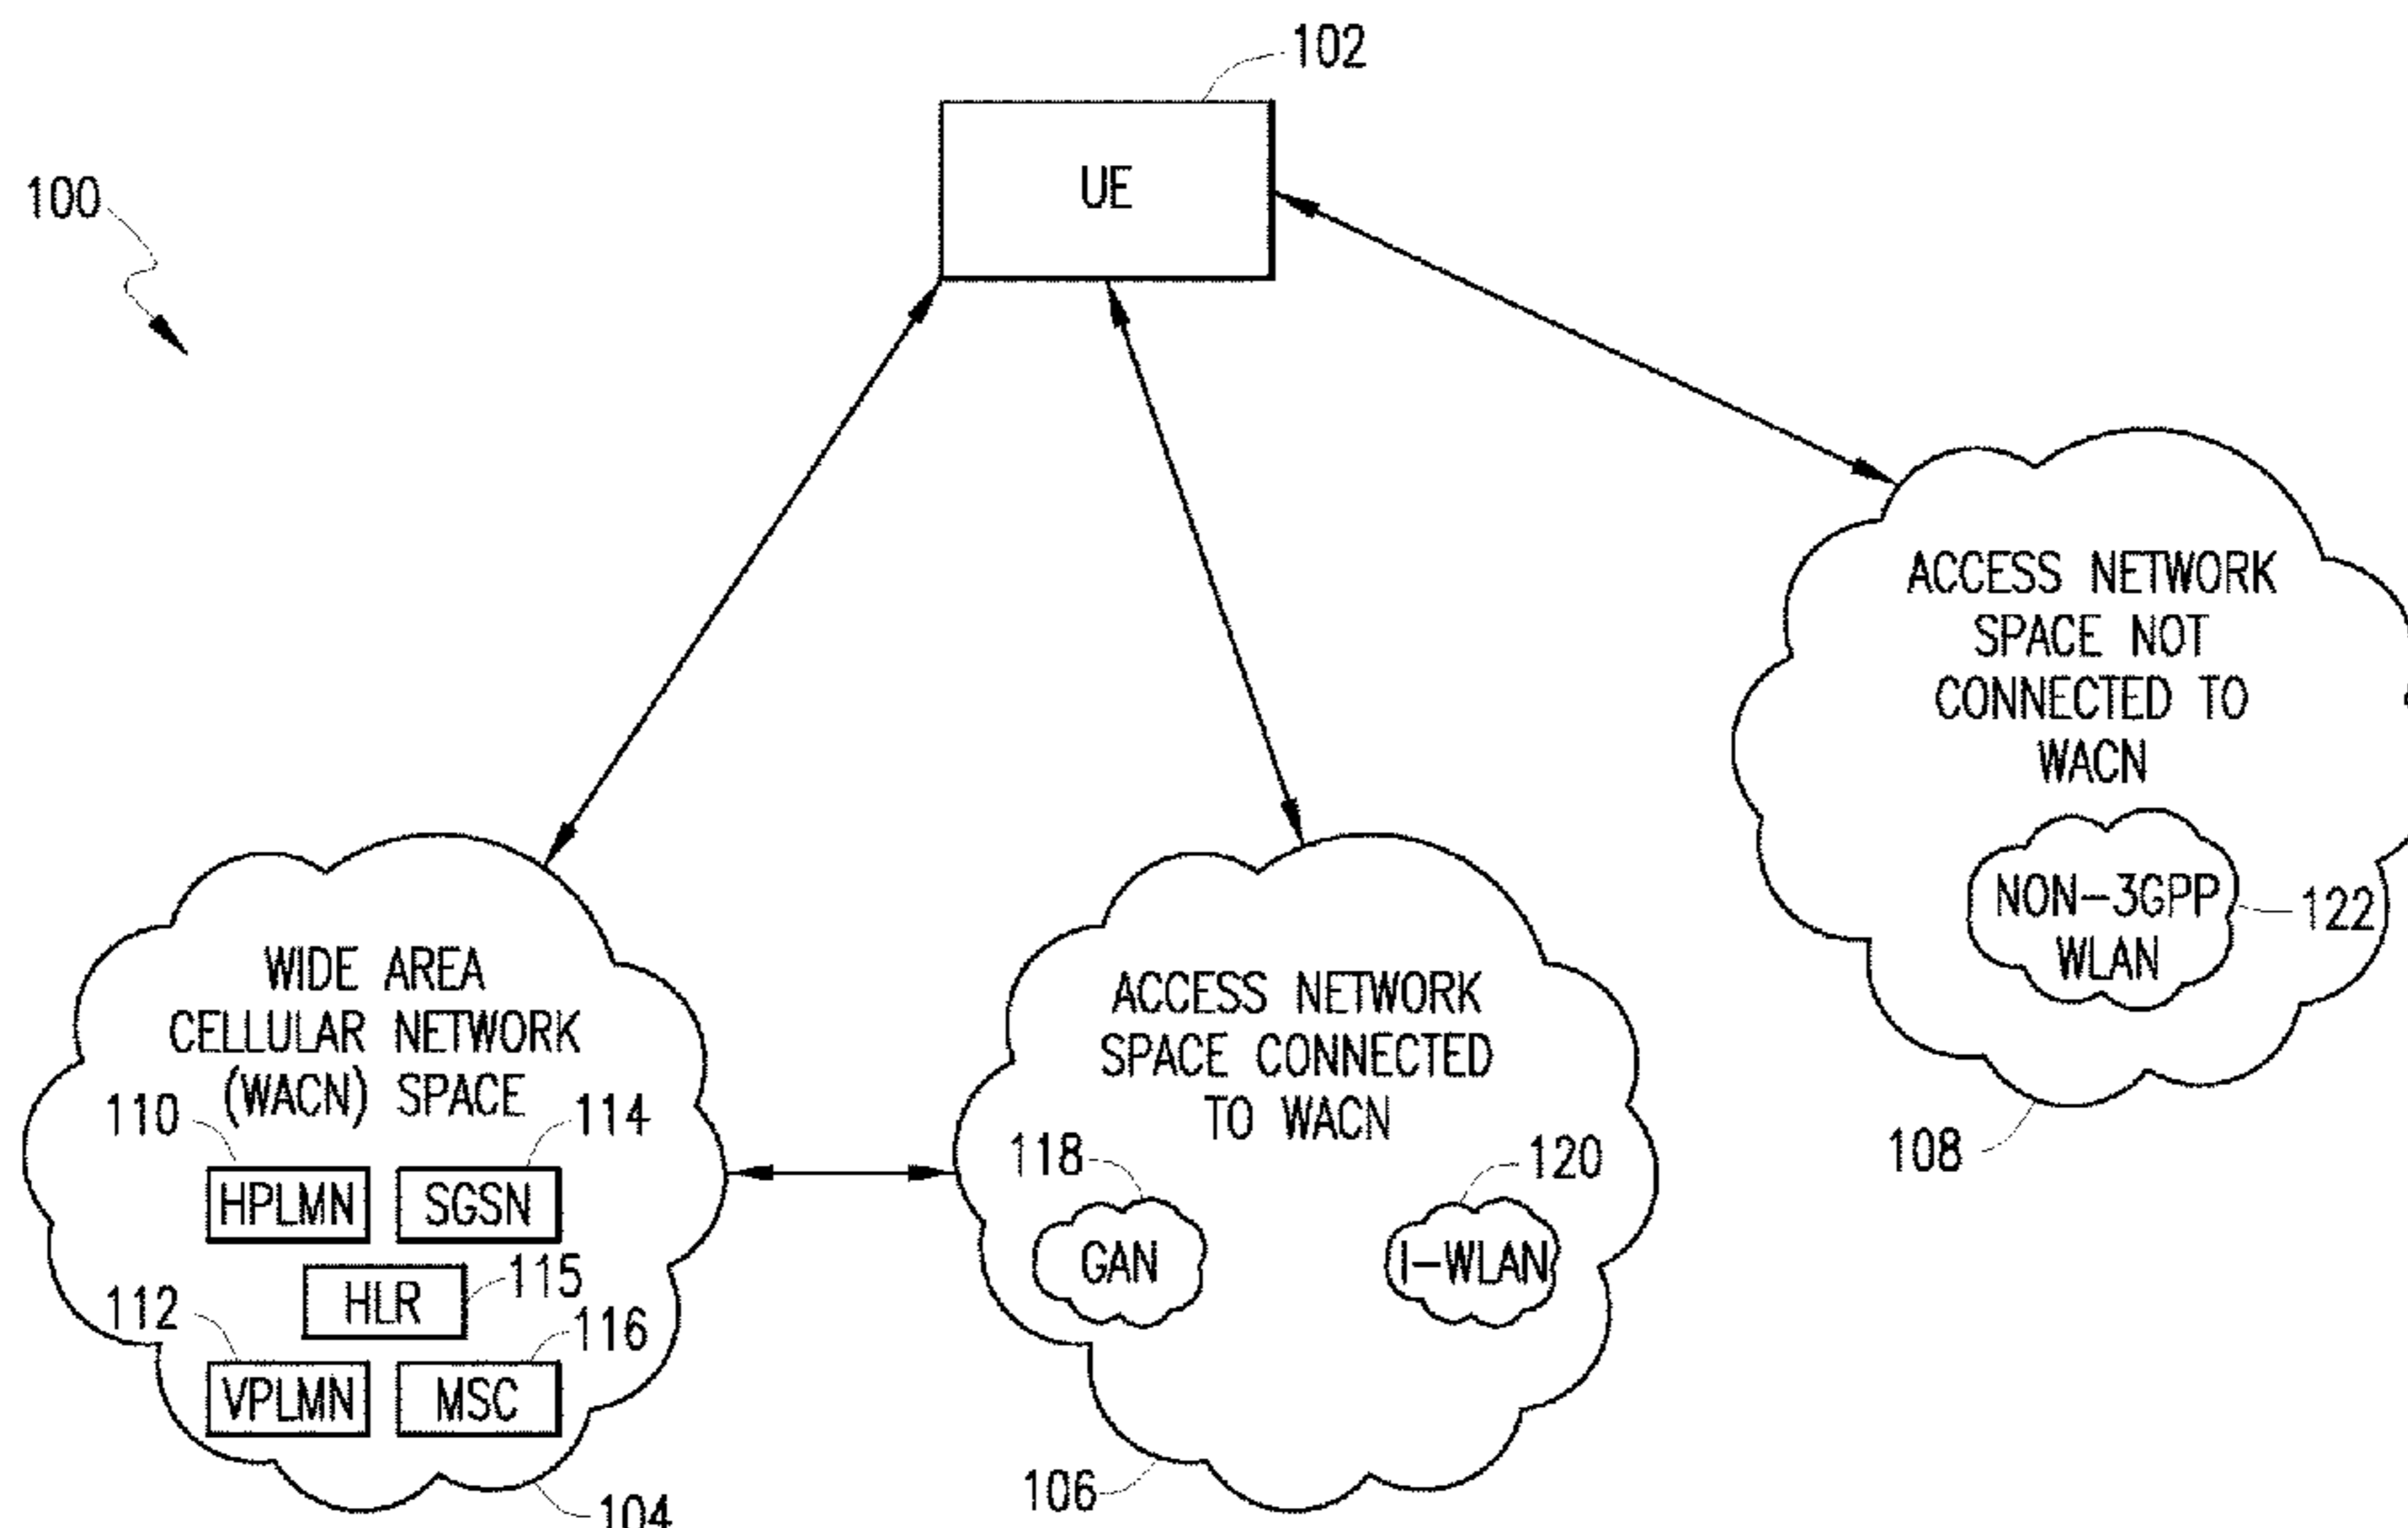 102
UE
100
ACCESS NETWORK
SPACE NOT
CONNECTED TO
WACN
NON-3GPP
WLAN
122
108
WIDE AREA
CELLULAR NETWORK
(WACN) SPACE
110
114
HPLMN
SGSN
HLR
115
112
116
VPLMN
MSC
104
ACCESS NETWORK
SPACE CONNECTED
TO WACN
118
120
GAN
I-WLAN
106